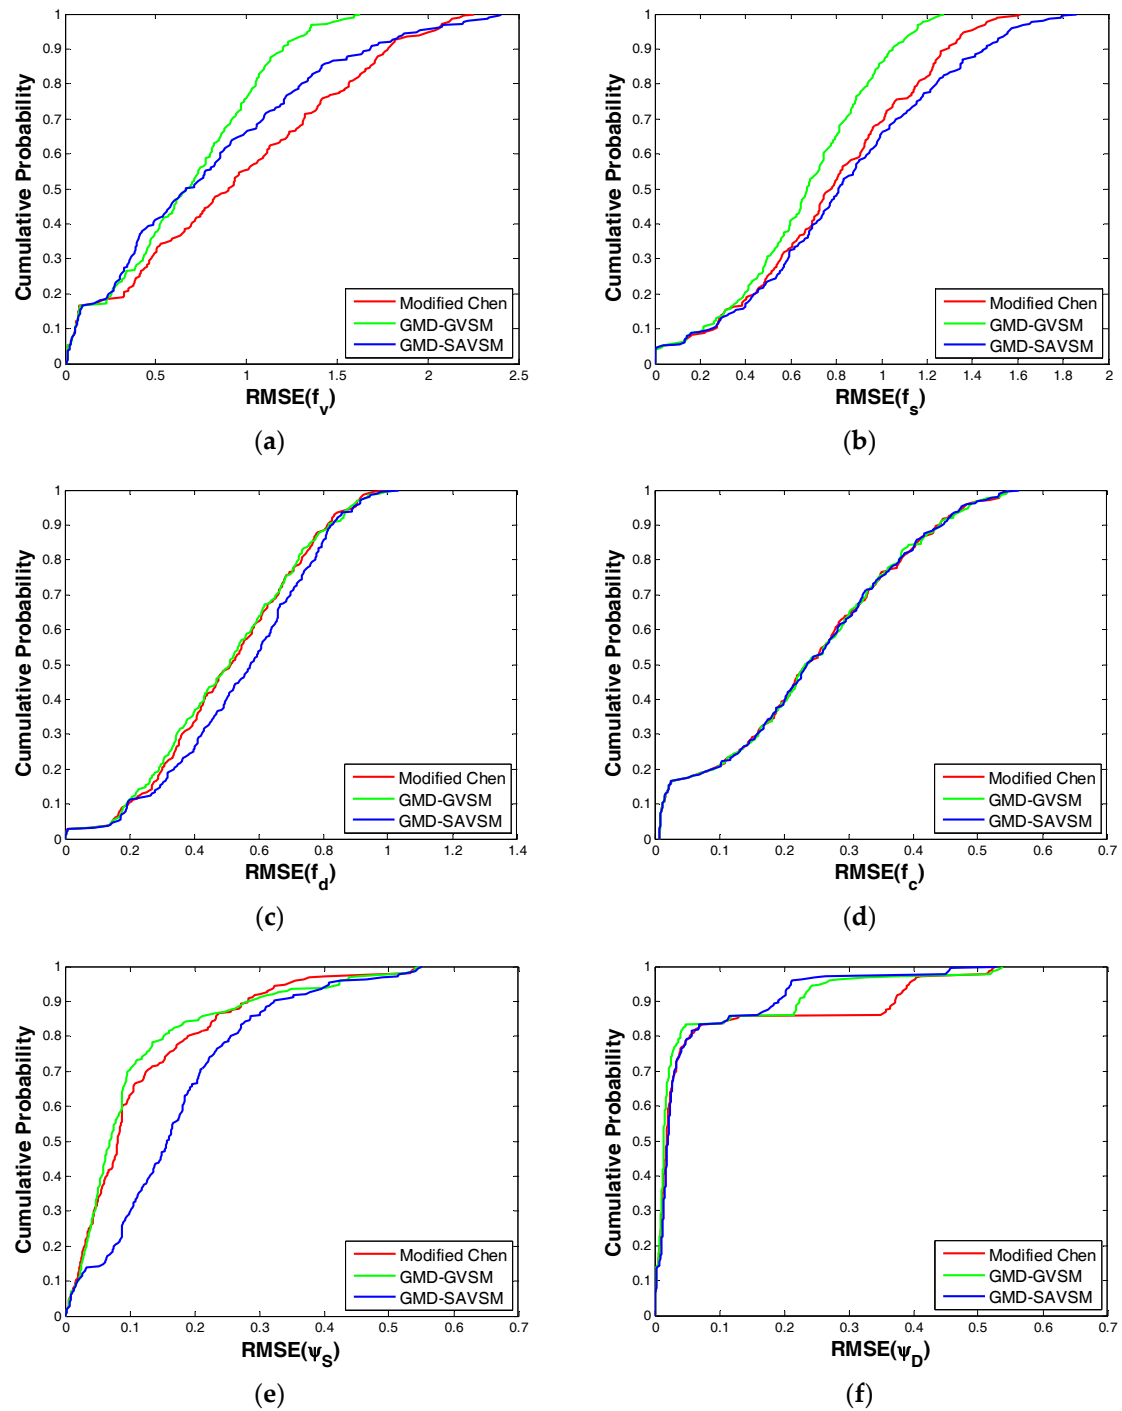 1
0.9
0.8
0.7
0.6
0.5
0.4
0.3
0.2
0.1
0
Cumulative Probability
Modified Chen
GMD-GVSM
GMD-SAVSM
0 0.5 1 1.5 2 2.5
RMSE(f_v)
(a)
1
0.9
0.8
0.7
0.6
0.5
0.4
0.3
0.2
0.1
0
Cumulative Probability
Modified Chen
GMD-GVSM
GMD-SAVSM
0 0.2 0.4 0.6 0.8 1 1.2 1.4 1.6 1.8 2
RMSE(f_s)
(b)
1
0.9
0.8
0.7
0.6
0.5
0.4
0.3
0.2
0.1
0
Cumulative Probability
Modified Chen
GMD-GVSM
GMD-SAVSM
0 0.2 0.4 0.6 0.8 1 1.2 1.4
RMSE(f_d)
(c)
1
0.9
0.8
0.7
0.6
0.5
0.4
0.3
0.2
0.1
0
Cumulative Probability
Modified Chen
GMD-GVSM
GMD-SAVSM
0 0.1 0.2 0.3 0.4 0.5 0.6 0.7
RMSE(f_c)
(d)
1
0.9
0.8
0.7
0.6
0.5
0.4
0.3
0.2
0.1
0
Cumulative Probability
Modified Chen
GMD-GVSM
GMD-SAVSM
0 0.1 0.2 0.3 0.4 0.5 0.6 0.7
RMSE(ψ_S)
(e)
1
0.9
0.8
0.7
0.6
0.5
0.4
0.3
0.2
0.1
0
Cumulative Probability
Modified Chen
GMD-GVSM
GMD-SAVSM
0 0.1 0.2 0.3 0.4 0.5 0.6 0.7
RMSE(ψ_D)
(f)